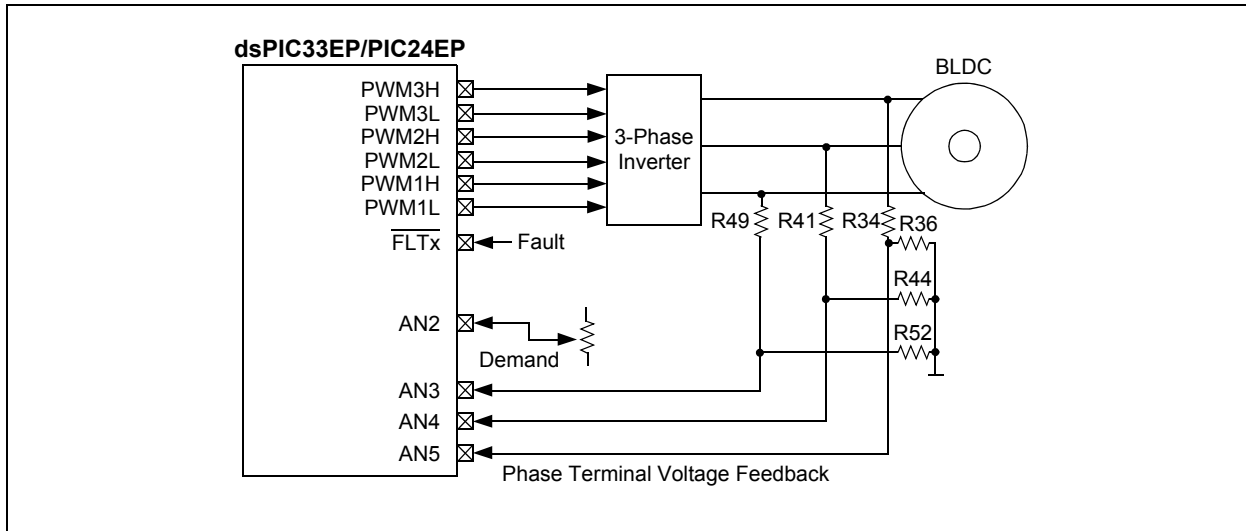 dsPIC33EP/PIC24EP
BLDC
PWM3H
PWM3L
PWM2H
PWM2L
PWM1H
PWM1L
3-Phase
Inverter
R49
R41
R34
R36
FLTx
Fault
R44
AN2
Demand
R52
AN3
AN4
AN5
Phase Terminal Voltage Feedback